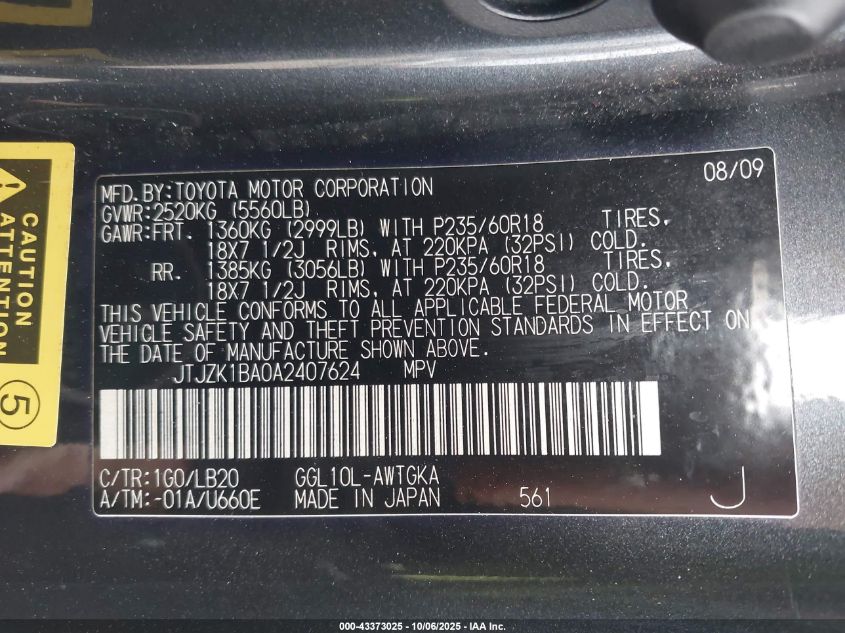 08/09
MFD.BY:TOYOTA MOTOR CORPORATION
GVWR:2520KG (5560LB)
GAWR:FRT. 1360KG (2999LB) WITH P235/60R18 TIRES,
18X7 1/2J RIMS, AT 220KPA (32PSI) COLD.
RR. 1385KG (3056LB) WITH P235/60R18 TIRES,
18X7 1/2J RIMS, AT 220KPA (32PSI) COLD.
THIS VEHICLE CONFORMS TO ALL APPLICABLE FEDERAL MOTOR
VEHICLE SAFETY AND THEFT PREVENTION STANDARDS IN EFFECT ON
THE DATE OF MANUFACTURE SHOWN ABOVE.
JTJZK1BA0A2407624 MPV
C/TR:1G0/LB20 GGL10L-AWTGKA
A/TM:-01A/U660E MADE IN JAPAN 561 J
CAUTION
ATTENTION
5
000-43373025 - 10/06/2025 - IAA Inc.